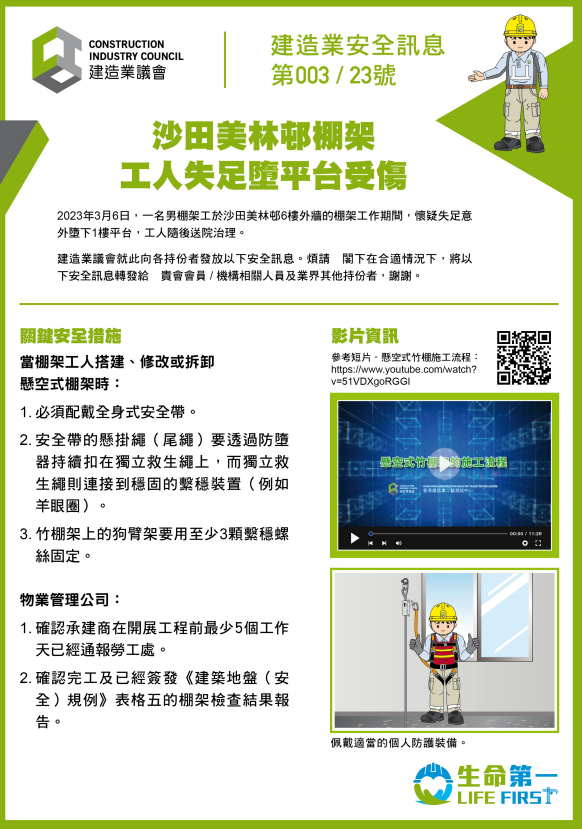 CONSTRUCTION
INDUSTRY COUNCIL
建造業議會
建造業安全訊息
第003 / 23號
沙田美林邨棚架
工人失足墮平台受傷
2023年3月6日，一名男棚架工於沙田美林邨6樓外牆的棚架工作期間，懷疑失足意
外墮下1樓平台，工人隨後送院治理。
建造業議會就此向各持份者發放以下安全訊息。煩請　閣下在合適情況下，將以
下安全訊息轉發給　貴會會員 / 機構相關人員及業界其他持份者，謝謝。
關鍵安全措施
當棚架工人搭建、修改或拆卸
懸空式棚架時：
1. 必須配戴全身式安全帶。
2. 安全帶的懸掛繩（尾繩）要透過防墮
器持續扣在獨立救生繩上，而獨立救
生繩則連接到穩固的繫穩裝置（例如
羊眼圈）。
3. 竹棚架上的狗臂架要用至少3顆繫穩螺
絲固定。
物業管理公司：
1. 確認承建商在開展工程前最少5個工作
天已經通報勞工處。
2. 確認完工及已經簽發《建築地盤（安
全）規例》表格五的棚架檢查結果報
告。
影片資訊
參考短片－懸空式竹棚施工流程：
https://www.youtube.com/watch?
v=51VDXgoRGGI
懸空式竹棚的施工流程
00:00 / 11:26
佩戴適當的個人防護裝備。
生命第一
LIFE FIRST